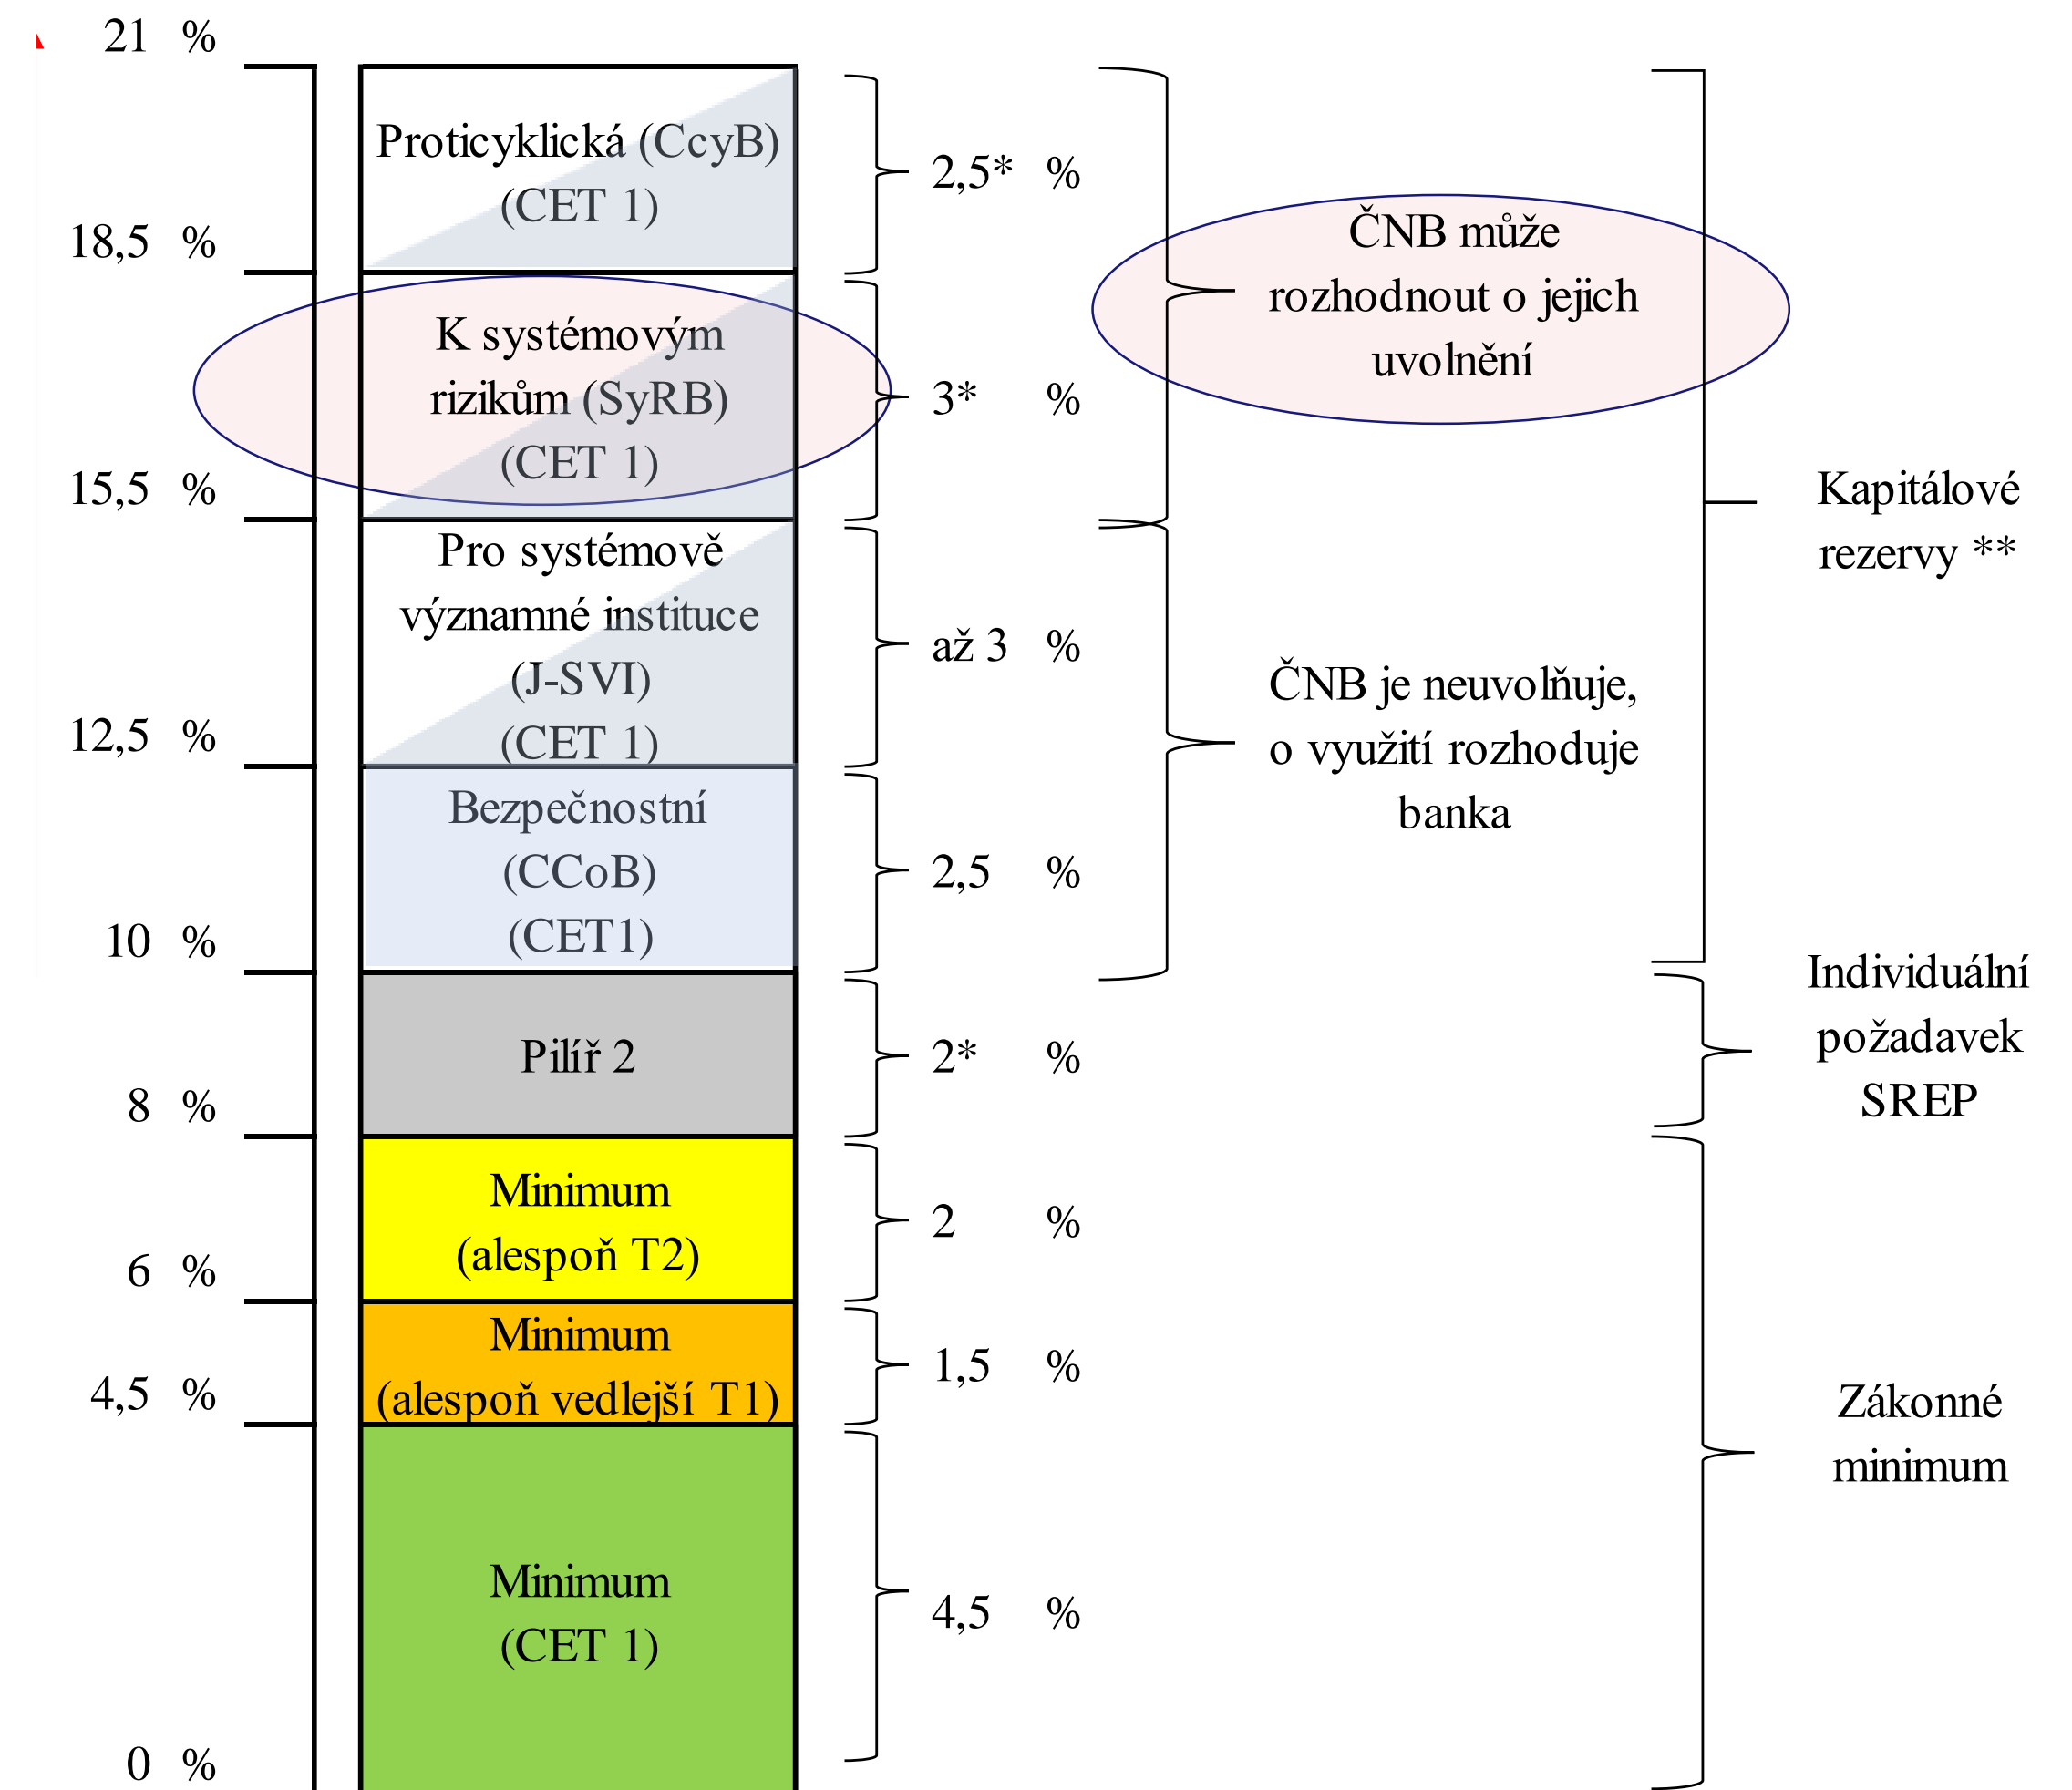 21 %
18,5 %
15,5 %
12,5 %
10 %
8 %
6 %
4,5 %
0 %
Proticyklická (CcyB)
(CET 1)
K systémovým
rizikům (SyRB)
(CET 1)
Pro systémově
významné instituce
(J-SVI)
(CET 1)
Bezpečnostní
(CCoB)
(CET1)
Pilíř 2
Minimum
(alespoň T2)
Minimum
(alespoň vedlejší T1)
Minimum
(CET 1)
2,5* %
3* %
až 3 %
2,5 %
2* %
2 %
1,5 %
4,5 %
ČNB může
rozhodnout o jejich
uvolnění
ČNB je neuvolňuje,
o využití rozhoduje
banka
Kapitálové
rezervy **
Individuální
požadavek
SREP
Zákonné
minimum